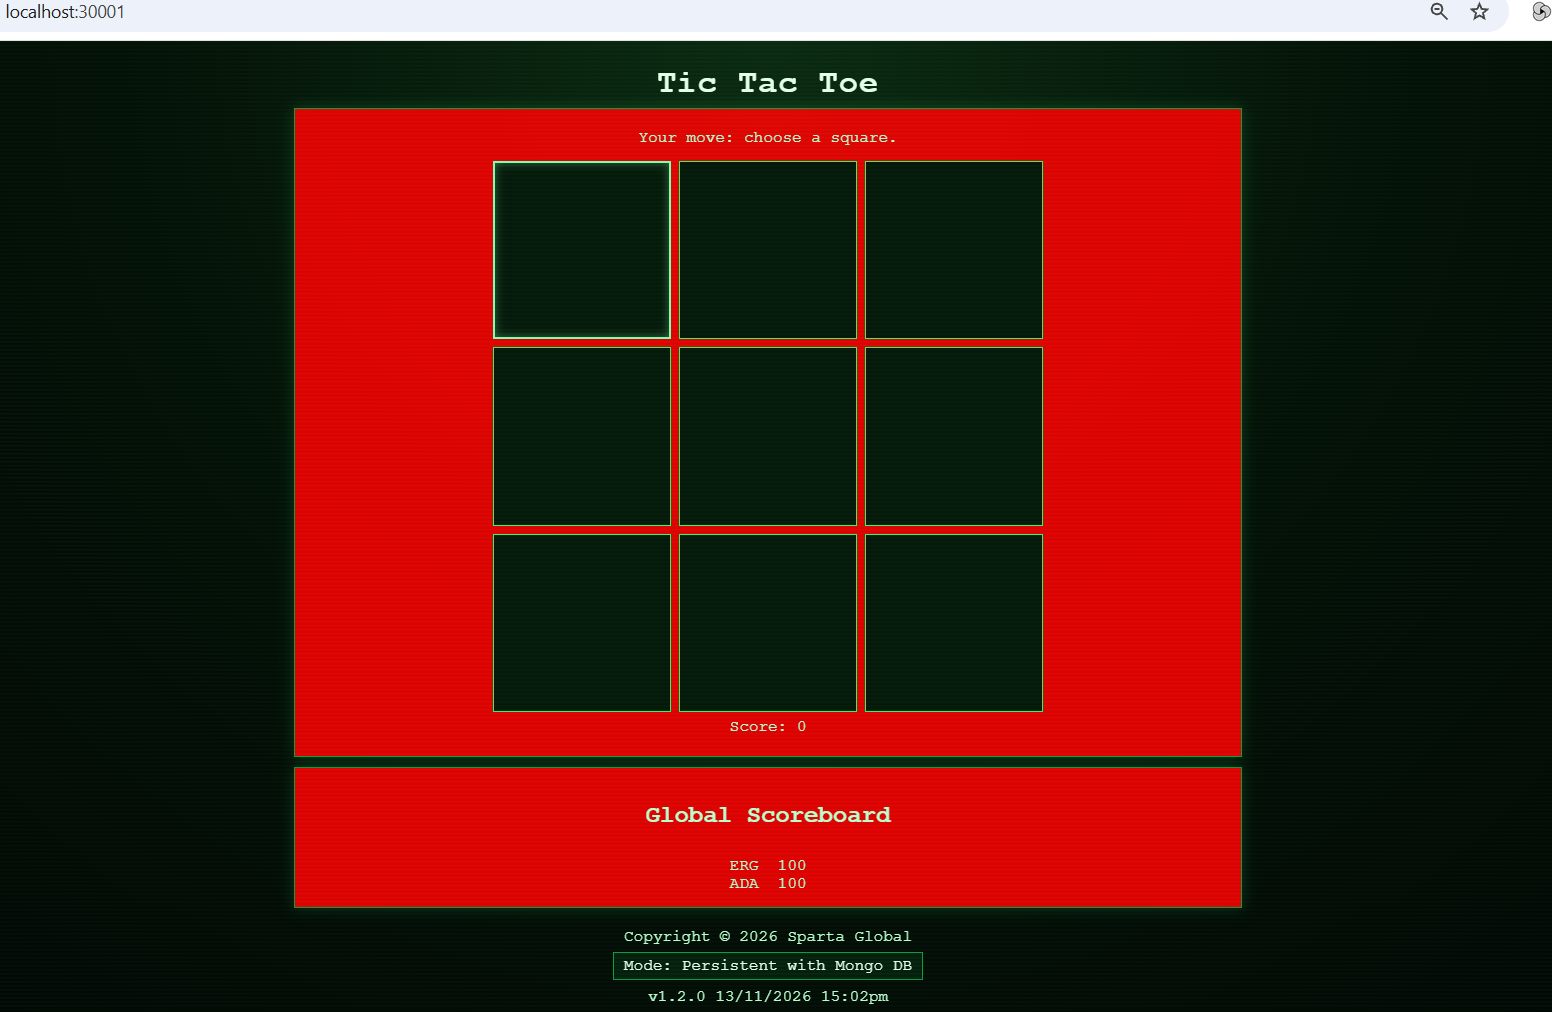 localhost:30001
Tic Tac Toe
Your move: choose a square.
Score: 0
Global Scoreboard
ERG 100
ADA 100
Copyright © 2026 Sparta Global
Mode: Persistent with Mongo DB
v1.2.0 13/11/2026 15:02pm